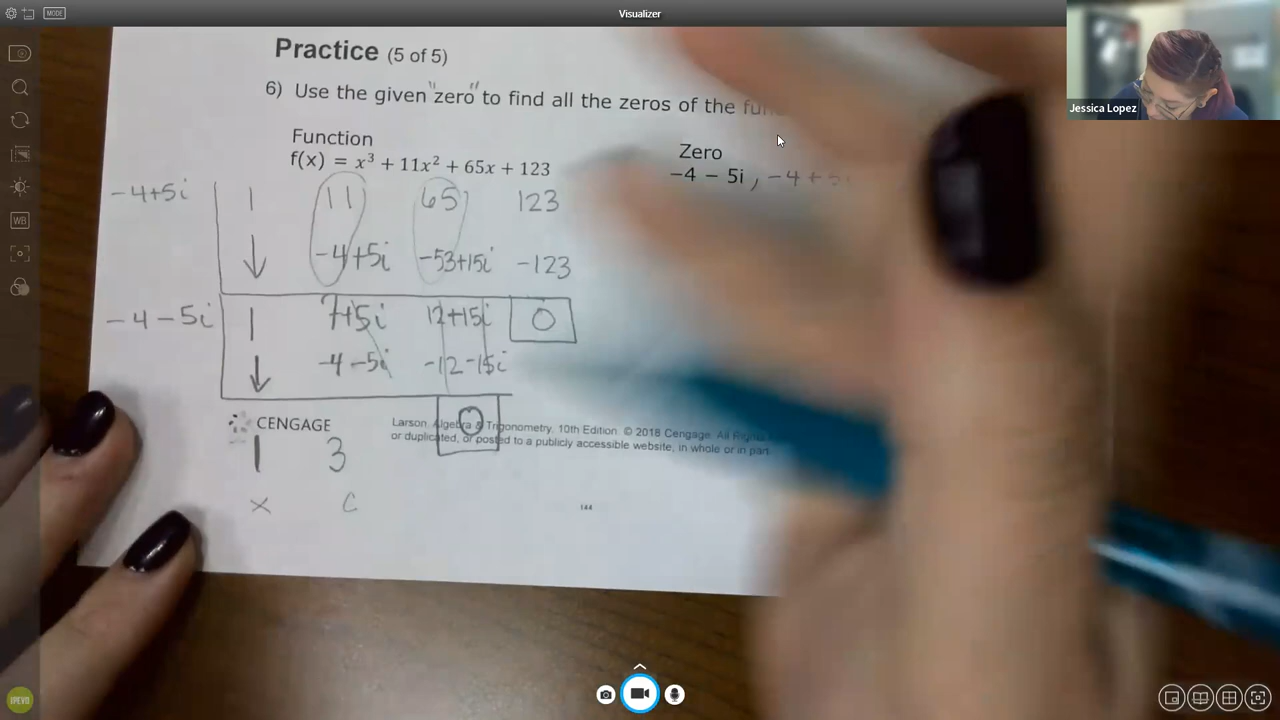 MODE
Visualizer
Jessica Lopez
Practice (5 of 5)
6) Use the given "zero" to find all the zeros of the
Function
f(x) = x³ + 11x² + 65x + 123
Zero
−4 − 5i , −4 +
-4+5i 1 11 65 123
-4+5i -53+15i -123
-4-5i 1 7+5i 12+15i 0
-4-5i -12-15i
0
CENGAGE
Larson, Algebra & Trigonometry, 10th Edition. © 2018 Cengage. All Rights
or duplicated, or posted to a publicly accessible website, in whole or in part.
1 3
x c
144
WB
IPEVO